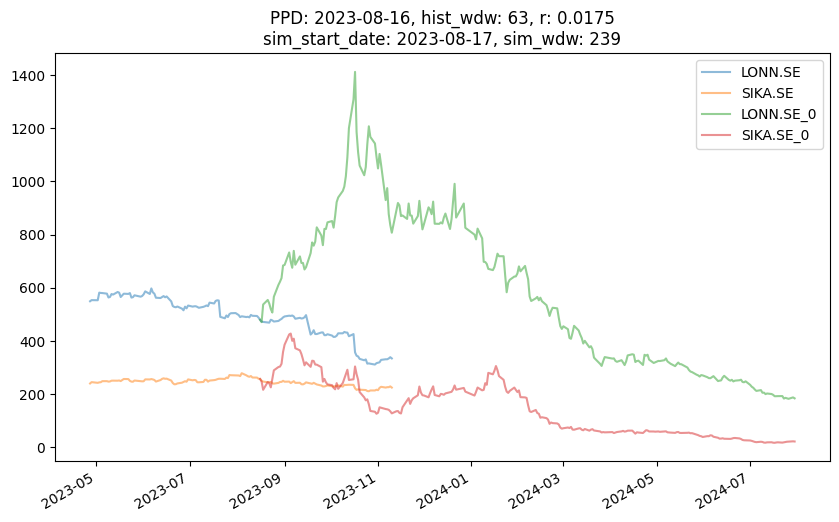 PPD: 2023-08-16, hist_wdw: 63, r: 0.0175
sim_start_date: 2023-08-17, sim_wdw: 239
LONN.SE
SIKA.SE
LONN.SE_0
SIKA.SE_0
1400
1200
1000
800
600
400
200
0
2023-05
2023-07
2023-09
2023-11
2024-01
2024-03
2024-05
2024-07